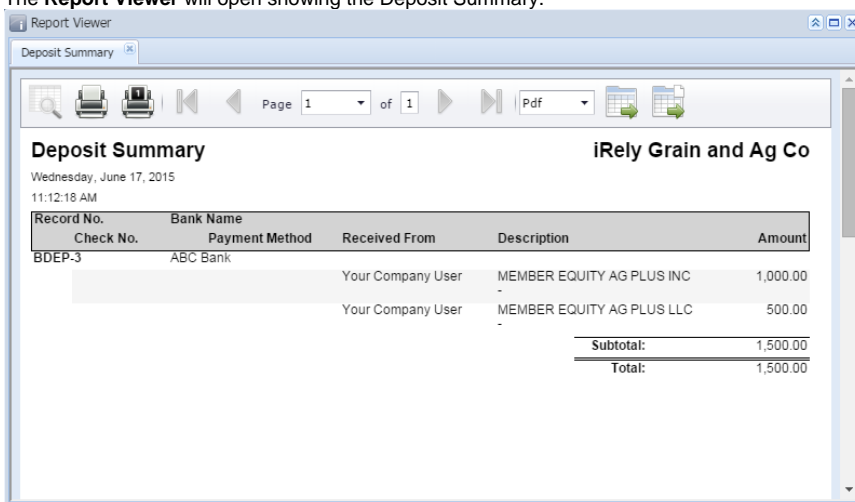 The Report Viewer will open showing the Deposit Summary.
Report Viewer
Deposit Summary
Page 1 of 1 Pdf
Deposit Summary iRely Grain and Ag Co
Wednesday, June 17, 2015
11:12:18 AM
Record No. Bank Name
Check No. Payment Method Received From Description Amount
BDEP-3 ABC Bank
Your Company User MEMBER EQUITY AG PLUS INC 1,000.00
-
Your Company User MEMBER EQUITY AG PLUS LLC 500.00
-
Subtotal: 1,500.00
Total: 1,500.00